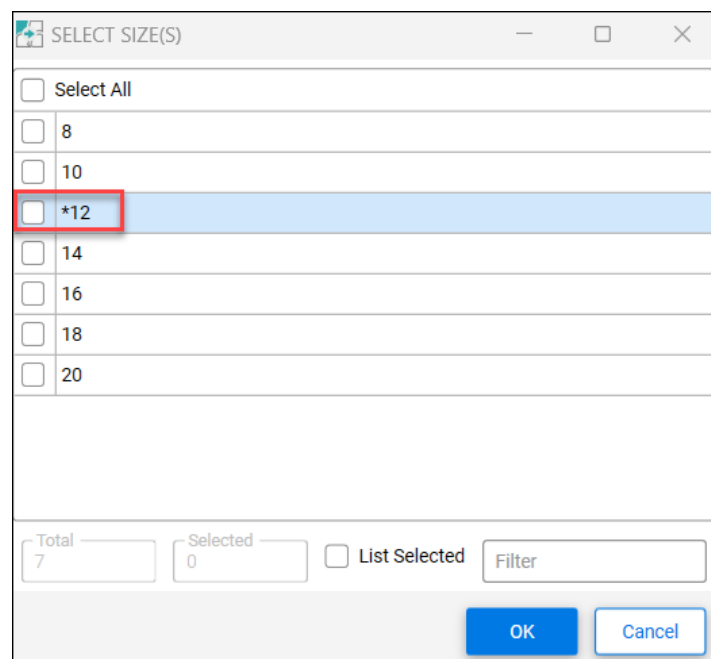 SELECT SIZE(S)
Select All
8
10
*12
14
16
18
20
Total
7
Selected
0
List Selected
Filter
OK
Cancel